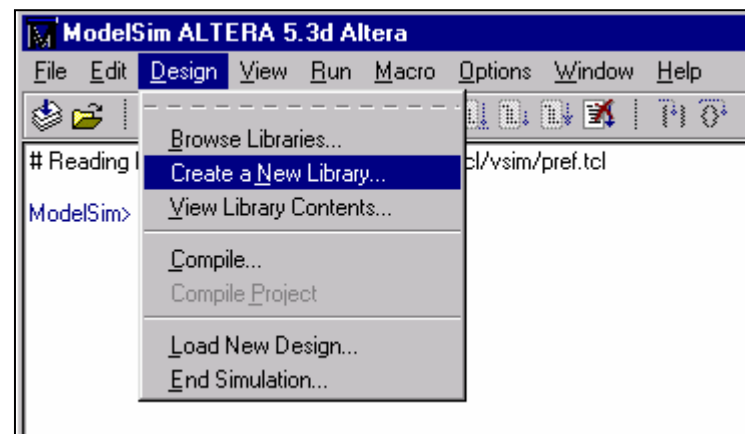 ModelSim ALTERA 5.3d Altera
File Edit Design View Run Macro Options Window Help
Browse Libraries...
# Reading cl/vsim/pref.tcl
Create a New Library...
ModelSim>
View Library Contents...
Compile...
Compile Project
Load New Design...
End Simulation...